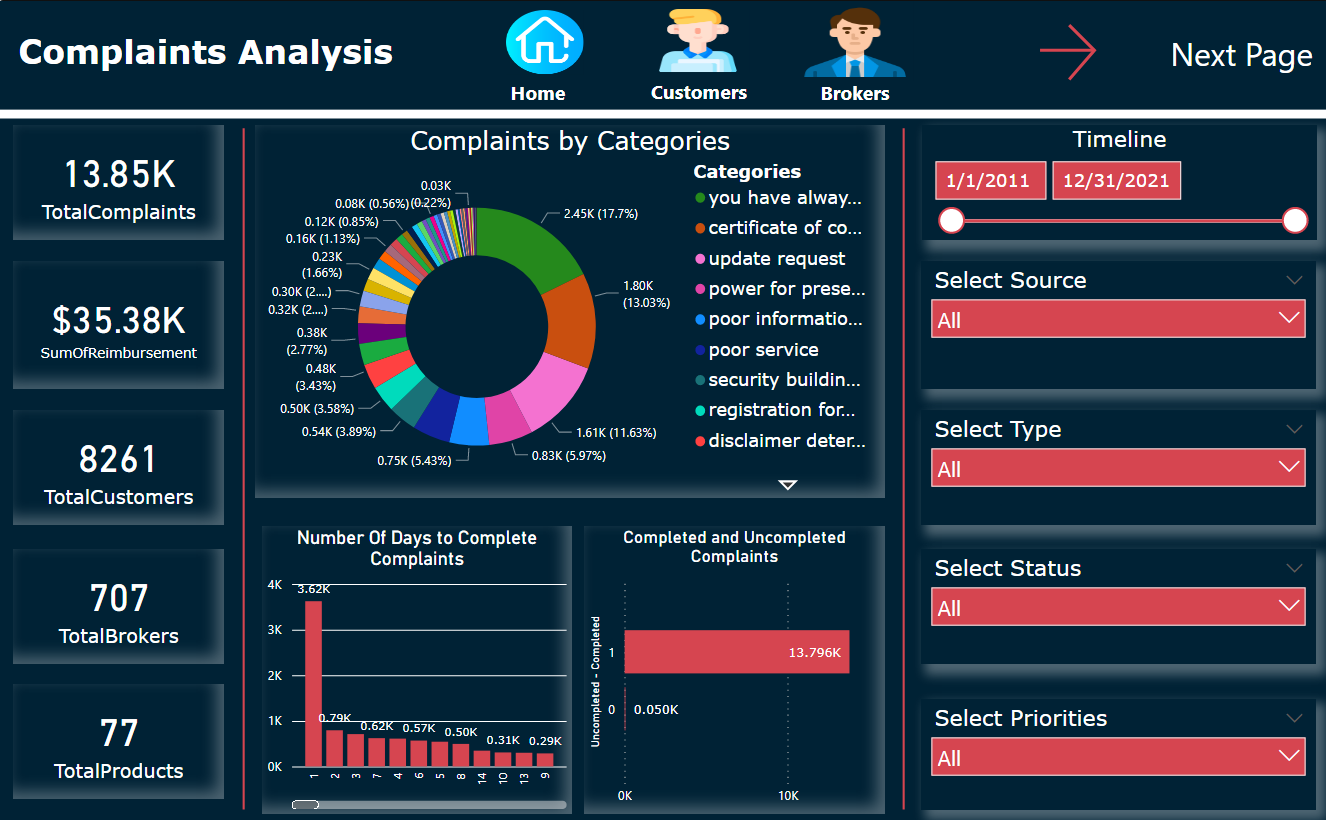 Complaints Analysis
Home
Customers
Brokers
Next Page
13.85K
TotalComplaints
$35.38K
SumOfReimbursement
8261
TotalCustomers
707
TotalBrokers
77
TotalProducts
Complaints by Categories
2.45K (17.7%)
1.80K
(13.03%)
1.61K (11.63%)
0.83K (5.97%)
0.75K (5.43%)
0.54K (3.89%)
0.50K (3.58%)
0.48K
(3.43%)
0.38K
(2.77%)
0.32K (2....)
0.30K (2....)
0.23K
(1.66%)
0.16K (1.13%)
0.12K (0.85%)
0.08K (0.56%)
0.03K
(0.22%)
Categories
you have alway...
certificate of co...
update request
power for prese...
poor informatio...
poor service
security buildin...
registration for...
disclaimer deter...
Number Of Days to Complete
Complaints
4K
3K
2K
1K
0K
3.62K
0.79K
0.62K
0.57K
0.50K
0.31K
0.29K
1
2
3
7
4
6
5
8
14
10
13
9
Completed and Uncompleted
Complaints
Uncompleted - Completed
1
13.796K
0
0.050K
0K
10K
Timeline
1/1/2011
12/31/2021
Select Source
All
Select Type
All
Select Status
All
Select Priorities
All